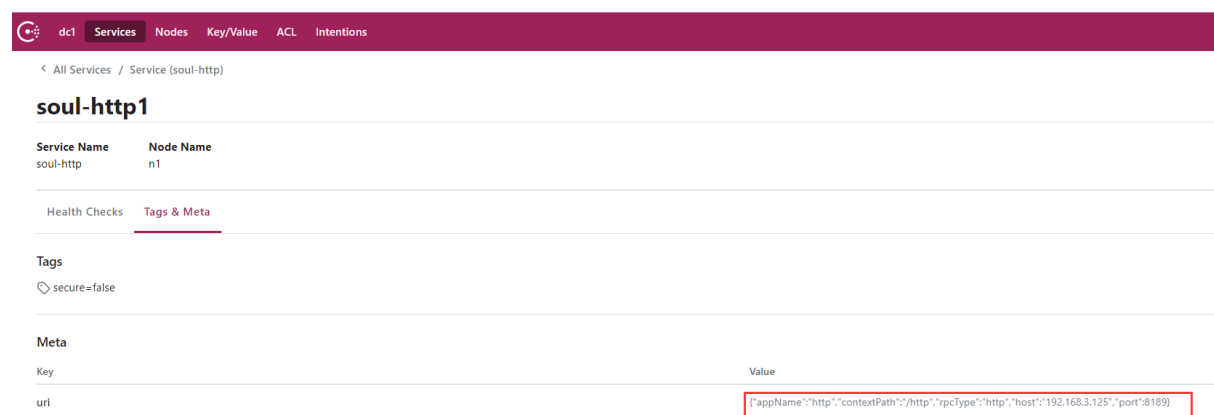 dc1 Services Nodes Key/Value ACL Intentions
All Services / Service (soul-http)
soul-http1
Service Name Node Name
soul-http n1
Health Checks Tags & Meta
Tags
secure=false
Meta
Key Value
uri {"appName":"http","contextPath":"/http","rpcType":"http","host":"192.168.3.125","port":8189}